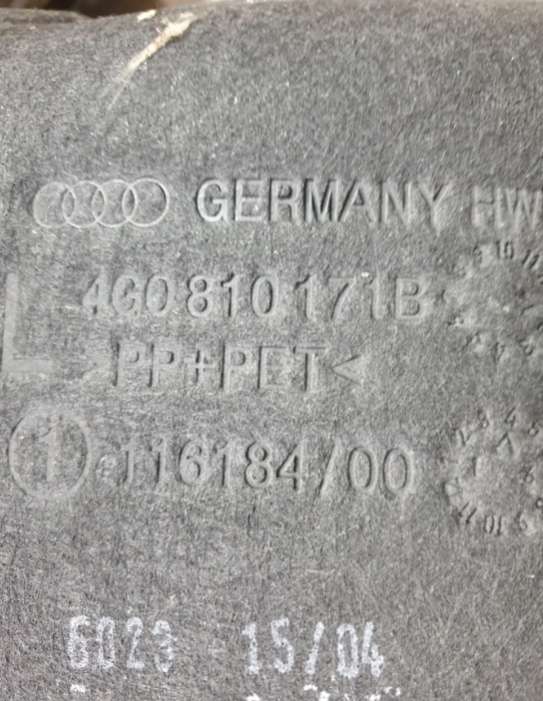 GERMANY HW
4G0 810 171B
L
>PP+PET<
1 116184/00
6023 15/04